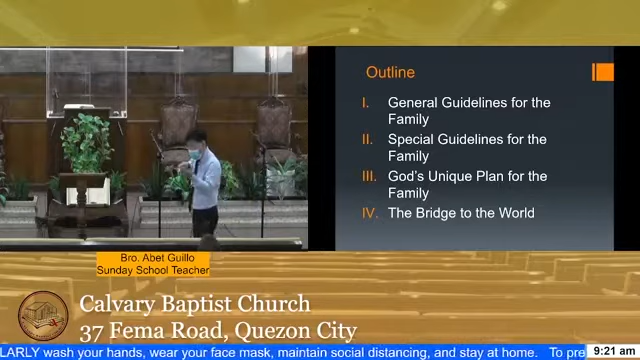 Outline
I. General Guidelines for the
Family
II. Special Guidelines for the
Family
III. God's Unique Plan for the
Family
IV. The Bridge to the World
Bro. Abet Guillo
Sunday School Teacher
Calvary Baptist Church
37 Fema Road, Quezon City
LARLY wash your hands, wear your face mask, maintain social distancing, and stay at home. To pre
9:21 am